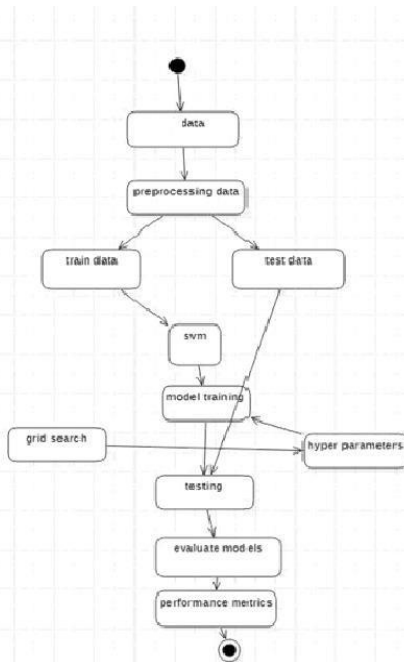 data
preprocessing data
train data
test data
svm
model training
grid search
hyper parameters
testing
evaluate models
performance metrics